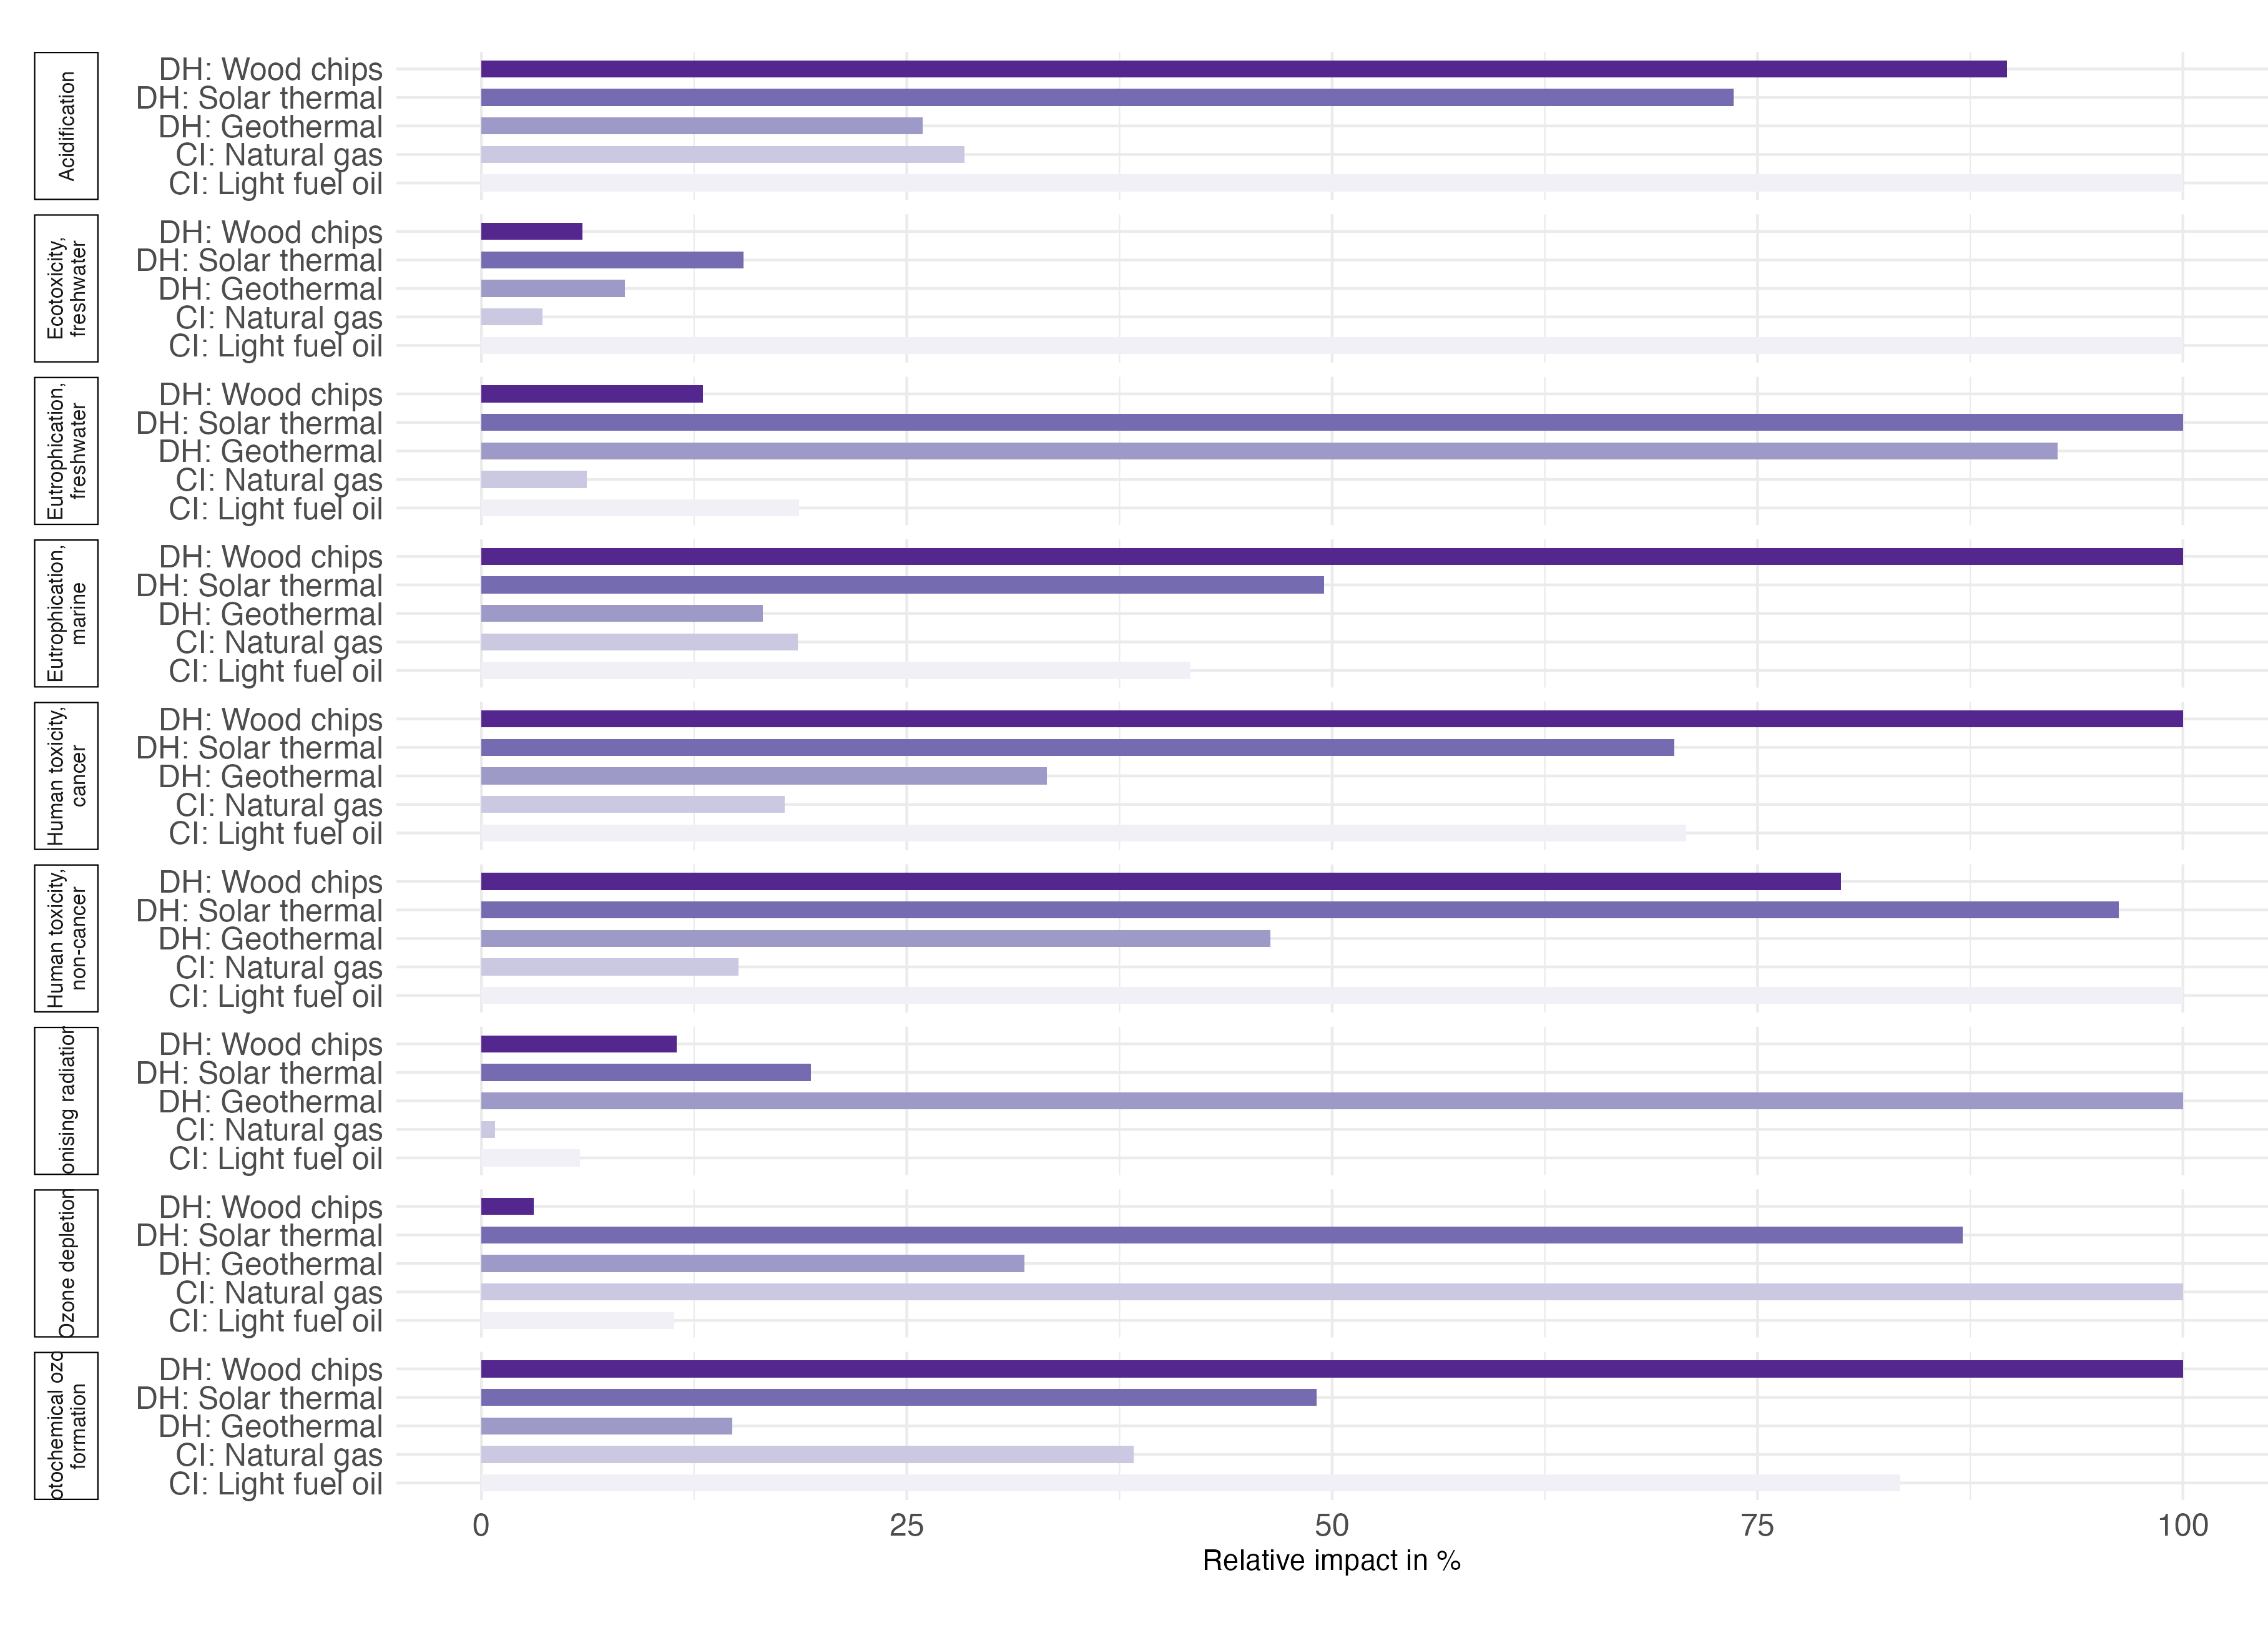 Acidification
DH: Wood chips
DH: Solar thermal
DH: Geothermal
CI: Natural gas
CI: Light fuel oil
Ecotoxicity,
freshwater
DH: Wood chips
DH: Solar thermal
DH: Geothermal
CI: Natural gas
CI: Light fuel oil
Eutrophication,
freshwater
DH: Wood chips
DH: Solar thermal
DH: Geothermal
CI: Natural gas
CI: Light fuel oil
Eutrophication,
marine
DH: Wood chips
DH: Solar thermal
DH: Geothermal
CI: Natural gas
CI: Light fuel oil
Human toxicity,
cancer
DH: Wood chips
DH: Solar thermal
DH: Geothermal
CI: Natural gas
CI: Light fuel oil
Human toxicity,
non-cancer
DH: Wood chips
DH: Solar thermal
DH: Geothermal
CI: Natural gas
CI: Light fuel oil
onising radiation
DH: Wood chips
DH: Solar thermal
DH: Geothermal
CI: Natural gas
CI: Light fuel oil
Ozone depletion
DH: Wood chips
DH: Solar thermal
DH: Geothermal
CI: Natural gas
CI: Light fuel oil
otochemical ozo
formation
DH: Wood chips
DH: Solar thermal
DH: Geothermal
CI: Natural gas
CI: Light fuel oil
0 25 50 75 100
Relative impact in %